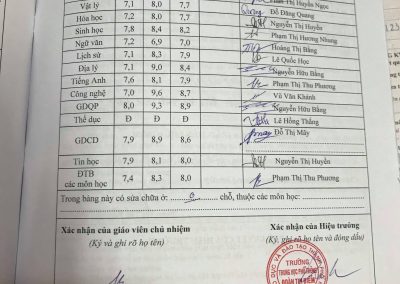 Vật lý 7,1 8,0 7,7 Phạm Thị Huyền Ngọc
Hóa học 7,2 8,0 7,7 Đỗ Đăng Quang
Sinh học 7,8 8,4 8,2 Nguyễn Thị Huyền
Ngữ văn 7,2 6,9 7,0 Phạm Thị Hương Nhung
Lịch sử 7,1 8,3 7,9 Hoàng Thị Bằng
Địa lý 7,1 9,0 8,4 Lê Quốc Học
Tiếng Anh 7,6 8,1 7,9 Nguyễn Hữu Bằng
Công nghệ 7,0 9,6 8,7 Phạm Thị Thu Phương
GDQP 8,0 9,3 8,9 Vũ Văn Khánh
Thể dục Đ Đ Đ Nguyễn Hữu Bằng
Lê Hồng Thắng
GDCD 7,9 8,9 8,6 Đỗ Thị Mây
Tin học 7,9 8,1 8,0 Nguyễn Thị Huyền
ĐTB
các môn học 7,4 8,3 8,0 Phạm Thị Thu Phương
Trong bảng này có sửa chữa ở: 0 chỗ, thuộc các môn học:
Xác nhận của giáo viên chủ nhiệm Xác nhận của Hiệu trưởng
(Ký và ghi rõ họ tên) (Ký, ghi rõ họ tên và đóng dấu)
TRƯỜNG
TRUNG HỌC PHỔ THÔNG